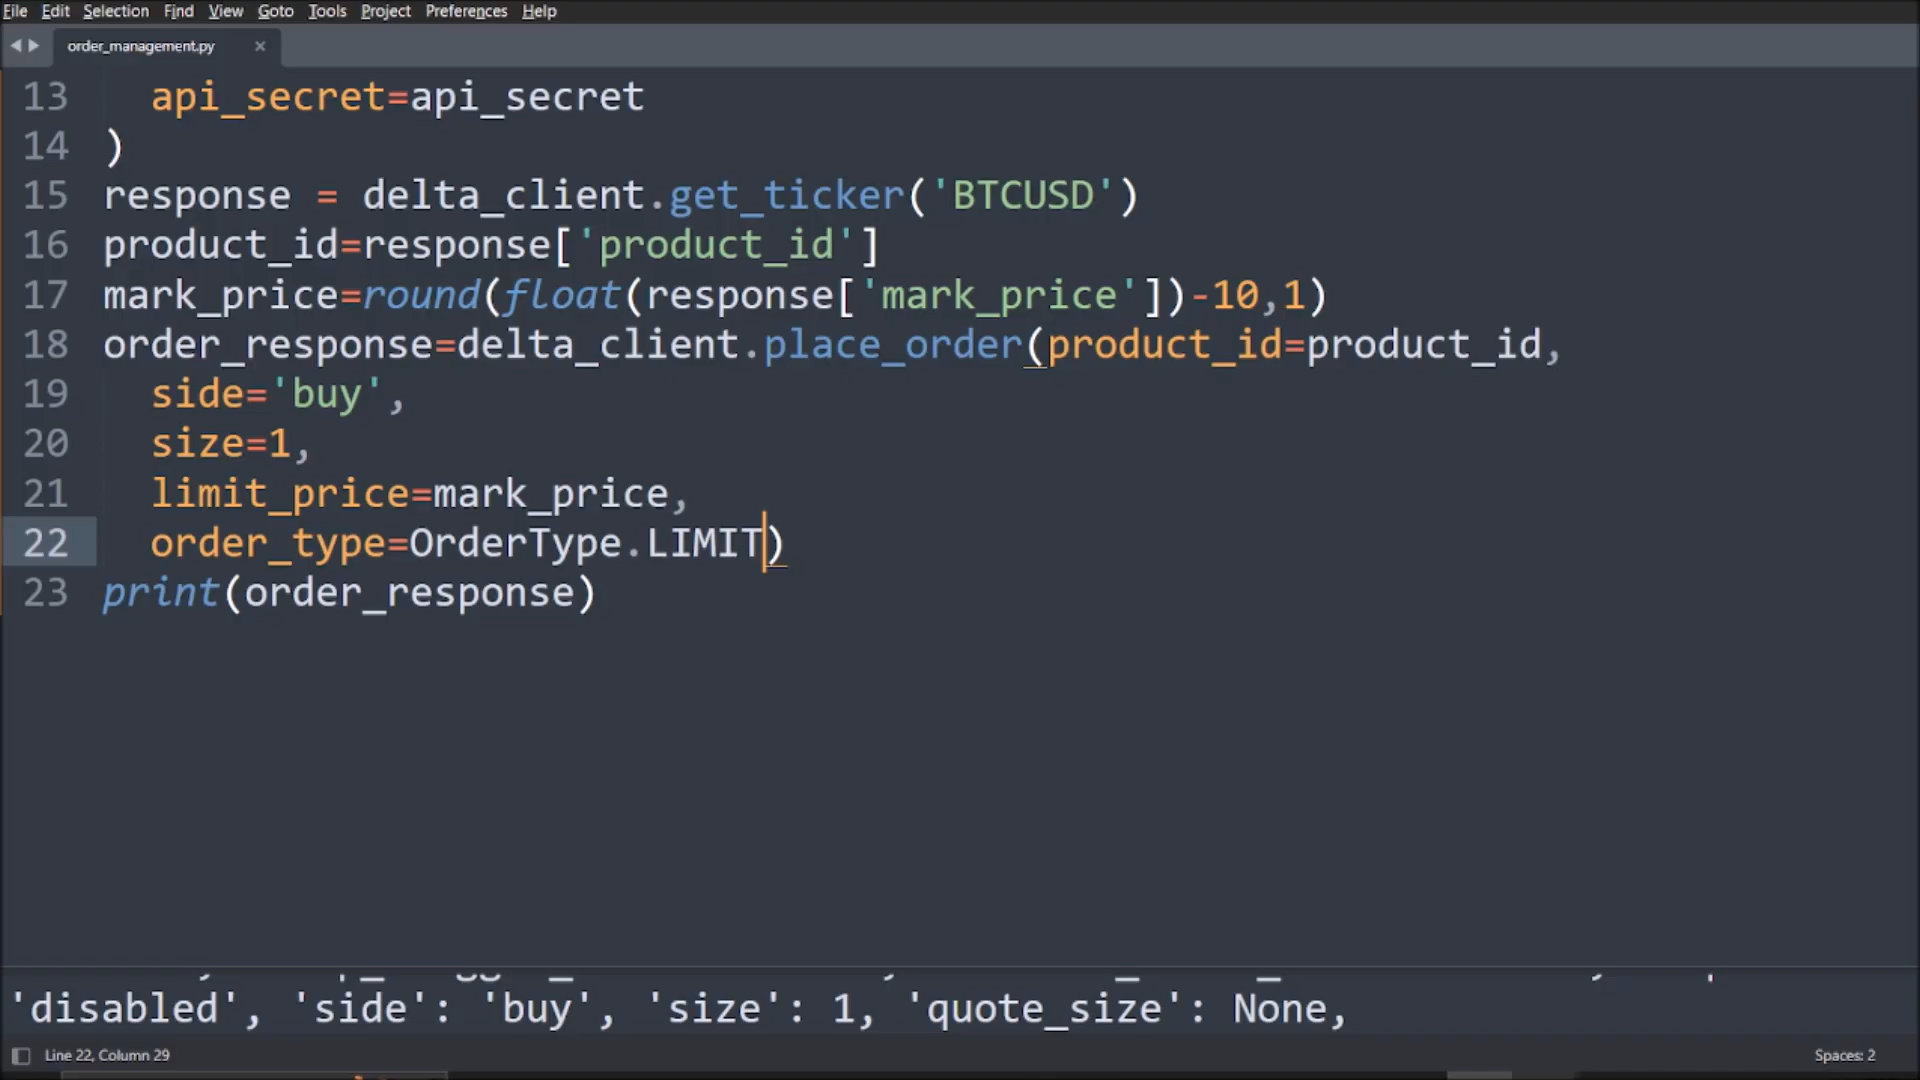 File Edit Selection Find View Goto Tools Project Preferences Help
order_management.py
13 api_secret=api_secret
14 )
15 response = delta_client.get_ticker('BTCUSD')
16 product_id=response['product_id']
17 mark_price=round(float(response['mark_price'])-10,1)
18 order_response=delta_client.place_order(product_id=product_id,
19 side='buy',
20 size=1,
21 limit_price=mark_price,
22 order_type=OrderType.LIMIT)
23 print(order_response)
'disabled', 'side': 'buy', 'size': 1, 'quote_size': None,
Line 22, Column 29
Spaces: 2